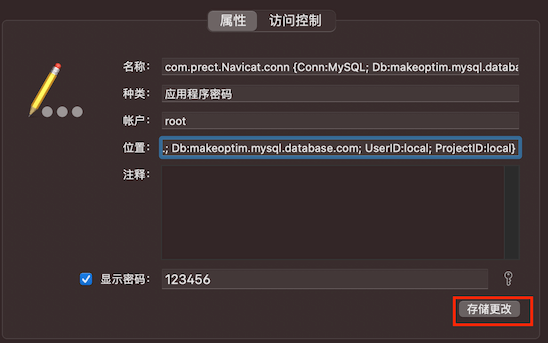 属性 访问控制
名称： com.prect.Navicat.conn {Conn:MySQL; Db:makeoptim.mysql.databa
种类： 应用程序密码
帐户： root
位置： .; Db:makeoptim.mysql.database.com; UserID:local; ProjectID:local}
注释：
显示密码： 123456
存储更改